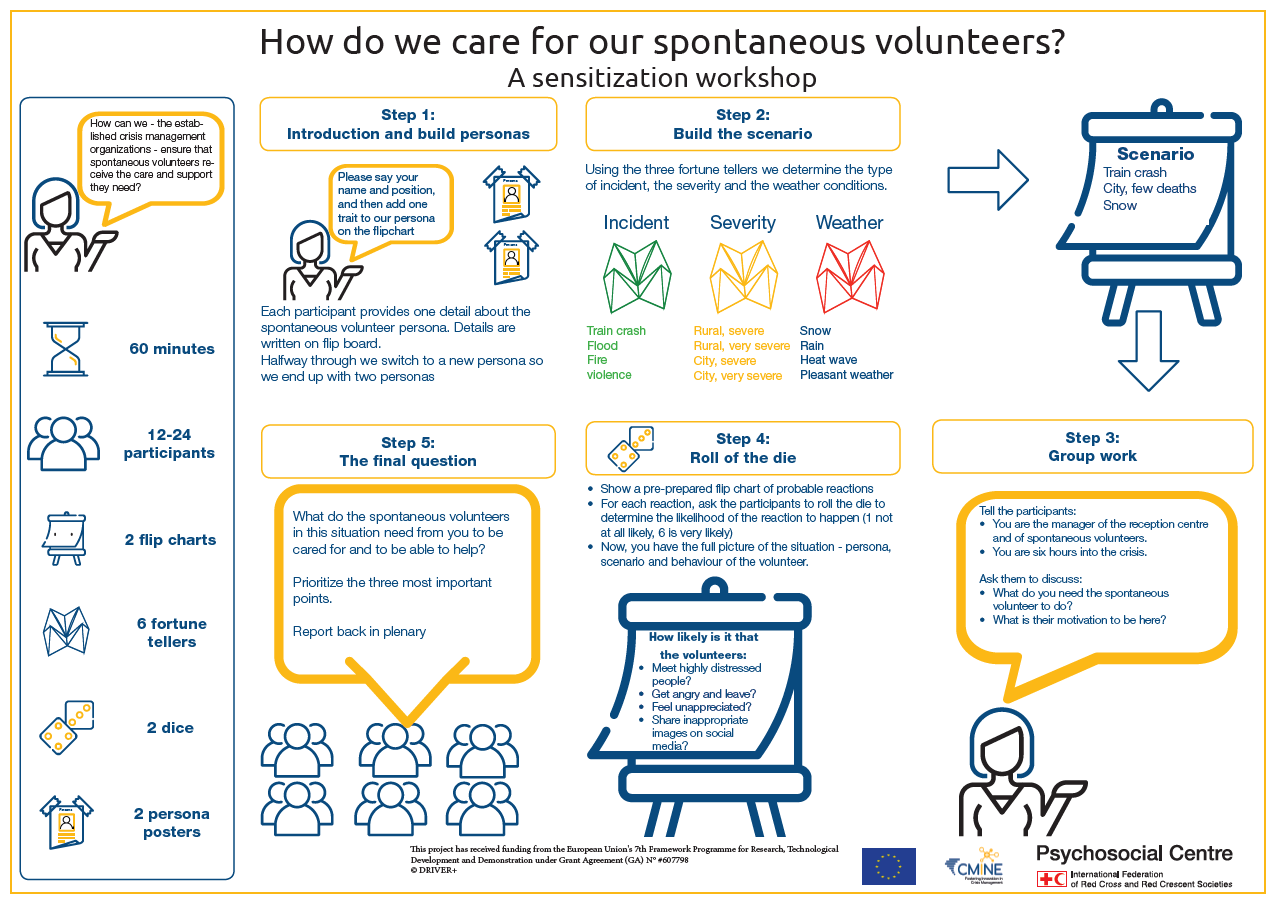 How do we care for our spontaneous volunteers?
A sensitization workshop
How can we - the estab-
lished crisis management
organizations - ensure that
spontaneous volunteers re-
ceive the care and support
they need?
60 minutes
12-24
participants
2 flip charts
6 fortune
tellers
2 dice
Persona
2 persona
posters
Step 1:
Introduction and build personas
Please say your
name and position,
and then add one
trait to our persona
on the flipchart
Persona
Persona
Each participant provides one detail about the
spontaneous volunteer persona. Details are
written on flip board.
Halfway through we switch to a new persona so
we end up with two personas
Step 2:
Build the scenario
Using the three fortune tellers we determine the type
of incident, the severity and the weather conditions.
Incident
Train crash
Flood
Fire
violence
Severity
Rural, severe
Rural, very severe
City, severe
City, very severe
Weather
Snow
Rain
Heat wave
Pleasant weather
Scenario
Train crash
City, few deaths
Snow
Step 3:
Group work
Tell the participants:
• You are the manager of the reception centre
and of spontaneous volunteers.
• You are six hours into the crisis.
Ask them to discuss:
• What do you need the spontaneous
volunteer to do?
• What is their motivation to be here?
Step 4:
Roll of the die
• Show a pre-prepared flip chart of probable reactions
• For each reaction, ask the participants to roll the die to
determine the likelihood of the reaction to happen (1 not
at all likely, 6 is very likely)
• Now, you have the full picture of the situation - persona,
scenario and behaviour of the volunteer.
How likely is it that
the volunteers:
• Meet highly distressed
people?
• Get angry and leave?
• Feel unappreciated?
• Share inappropriate
images on social
media?
Step 5:
The final question
What do the spontaneous volunteers
in this situation need from you to be
cared for and to be able to help?
Prioritize the three most important
points.
Report back in plenary
This project has received funding from the European Union's 7th Framework Programme for Research, Technological
Development and Demonstration under Grant Agreement (GA) N° #607798
© DRIVER+
CMINE
Fostering Innovation in
Crisis Management
Psychosocial Centre
International Federation
of Red Cross and Red Crescent Societies